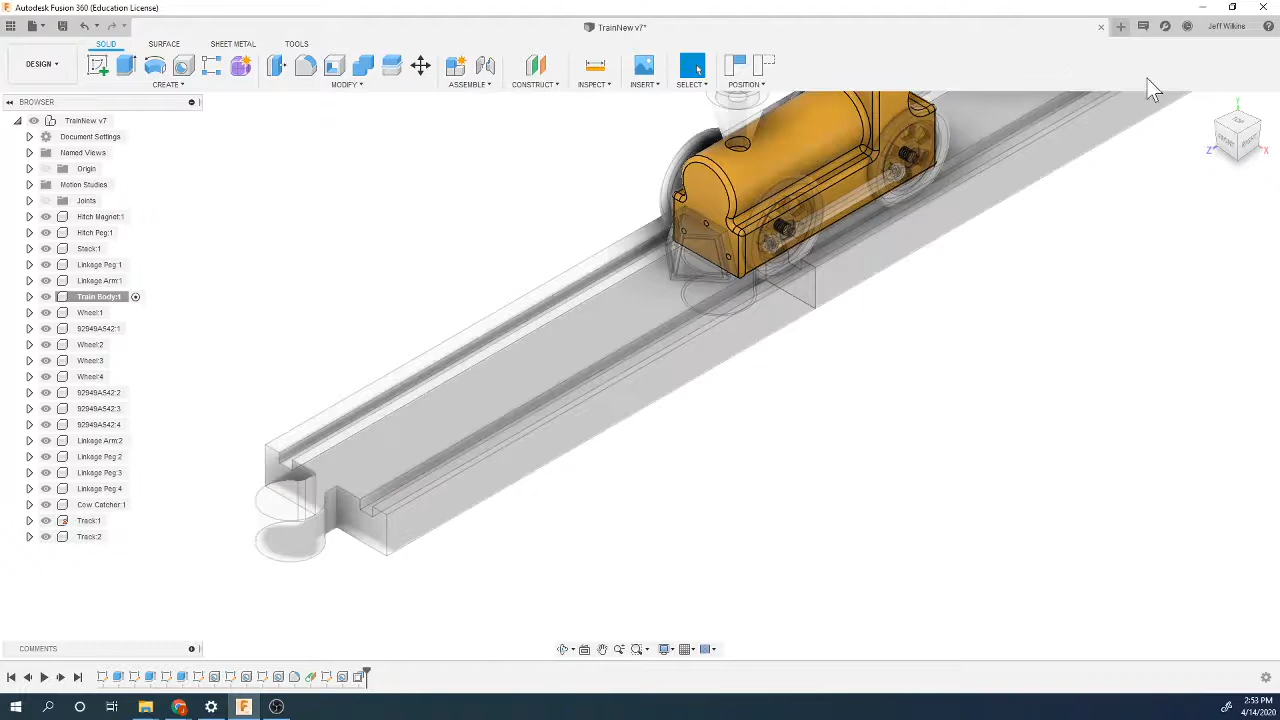 Autodesk Fusion 360 (Education License)
TrainNew v7*
Jeff Wilkins
SOLID SURFACE SHEET METAL TOOLS
DESIGN
CREATE MODIFY ASSEMBLE CONSTRUCT INSPECT INSERT SELECT POSITION
BROWSER
TrainNew v7
Document Settings
Named Views
Origin
Motion Studies
Joints
Hitch Magnet:1
Hitch Peg:1
Stack:1
Linkage Peg:1
Linkage Arm:1
Train Body:1
Wheel:1
92949A542:1
Wheel:2
Wheel:3
Wheel:4
92949A542:2
92949A542:3
92949A542:4
Linkage Arm:2
Linkage Peg:2
Linkage Peg:3
Linkage Peg:4
Cow Catcher:1
Track:1
Track:2
Y
TOP
FRONT
RIGHT
Z
X
COMMENTS
2:53 PM
4/14/2020